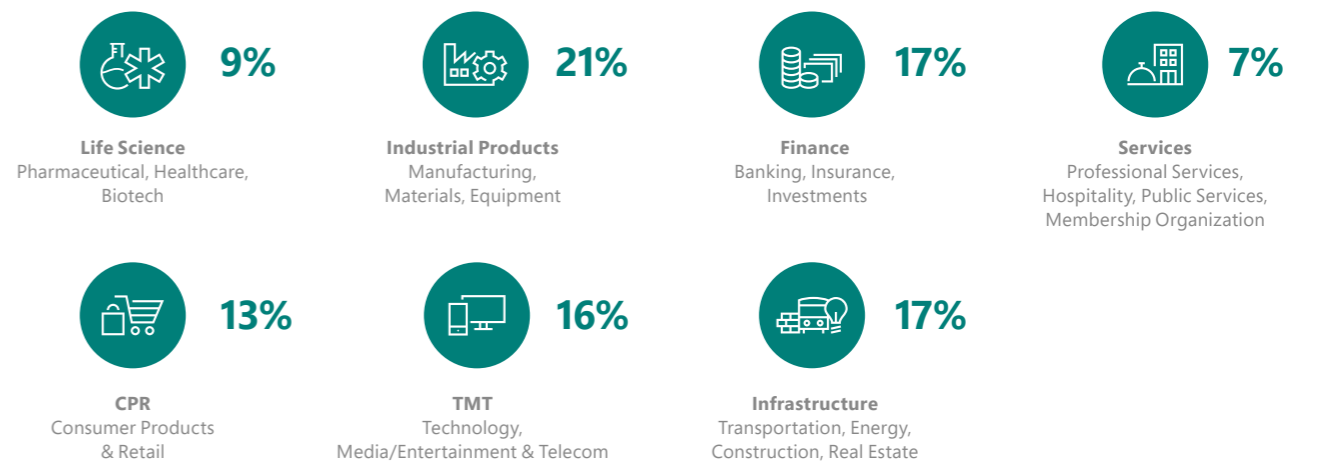 9%
Life Science
Pharmaceutical, Healthcare,
Biotech
21%
Industrial Products
Manufacturing,
Materials, Equipment
17%
Finance
Banking, Insurance,
Investments
7%
Services
Professional Services,
Hospitality, Public Services,
Membership Organization
13%
CPR
Consumer Products
& Retail
16%
TMT
Technology,
Media/Entertainment & Telecom
17%
Infrastructure
Transportation, Energy,
Construction, Real Estate